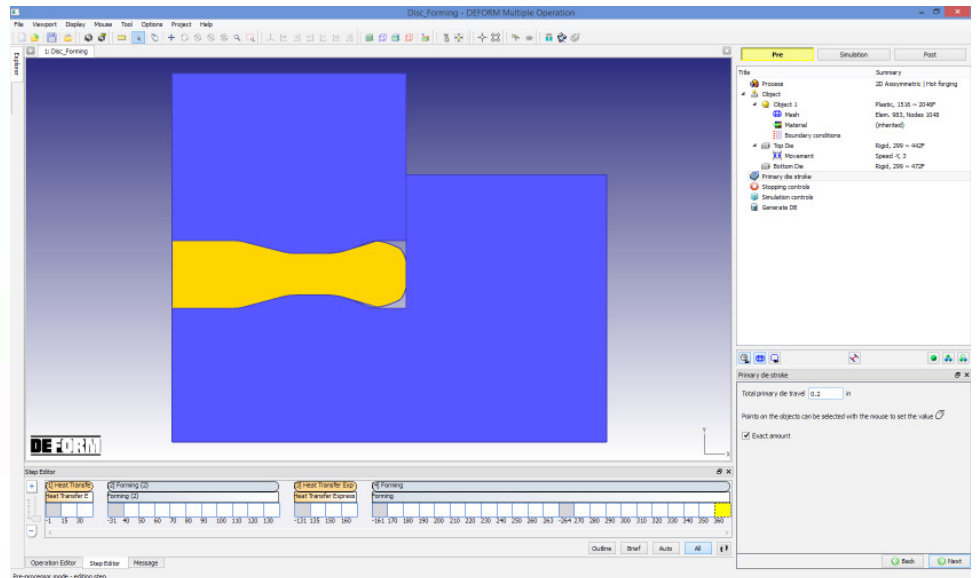 Disc_Forming - DEFORM Multiple Operation
File Viewport Display Mouse Tool Options Project Help
1: Disc_Forming
Explorer
Pre Simulation Post
Title Summary
Process 2D Axisymmetric | Hot forging
Object
Object 1 Plastic, 1516 ~ 2046°
Mesh Elem. 983, Nodes 1048
Material (inherited)
Boundary conditions
Top Die Rigid, 299 ~ 442F
Movement
Bottom Die Rigid, 299 ~ 472F
Primary die stroke
Stopping controls
Simulation controls
Generate DB
Primary die stroke
Total primary die travel 0.2 in
Points on the objects can be selected with the mouse to set the value
Exact amount
DEFORM
Y
X
Step Editor
[1] Heat Transfe [2] Forming (2) [3] Heat Transfer Exp [4] Forming
Heat Transfer E Forming (2) Heat Transfer Express Forming
-1 15 30 -31 40 50 60 70 80 90 100 110 120 130 -131 135 150 160 -161 170 180 190 200 210 220 230 240 250 260 263 -264 270 280 290 300 310 320 330 340 350 360
Outline Brief Auto All
Operation Editor Step Editor Message
Back Next
Pre-processor mode - editing step